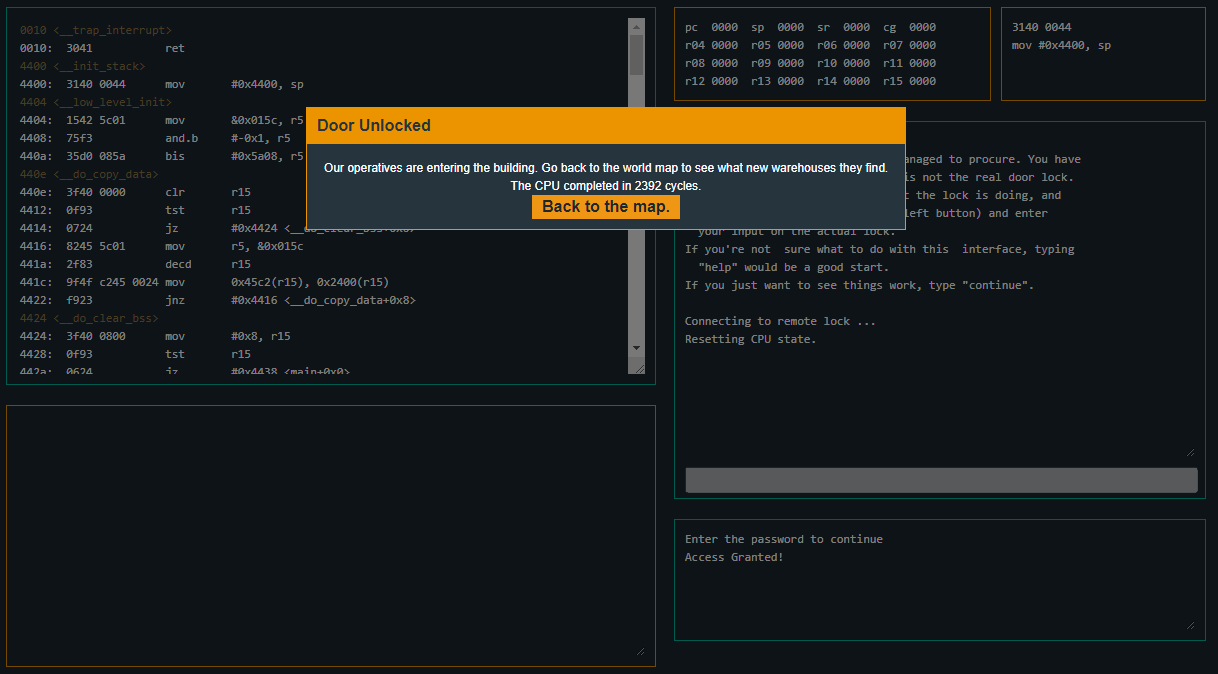 0010 <__trap_interrupt>
0010: 3041 ret
4400 <__init_stack>
4400: 3140 0044 mov #0x4400, sp
4404 <__low_level_init>
4404: 1542 5c01 mov &0x015c, r5
4408: 75f3 and.b #-0x1, r5
440a: 35d0 085a bis #0x5a08, r5
440e <__do_copy_data>
440e: 3f40 0000 clr r15
4412: 0f93 tst r15
4414: 0724 jz #0x4424 <__do_clear_bss+0x0>
4416: 8245 5c01 mov r5, &0x015c
441a: 2f83 decd r15
441c: 9f4f c245 0024 mov 0x45c2(r15), 0x2400(r15)
4422: f923 jnz #0x4416 <__do_copy_data+0x8>
4424 <__do_clear_bss>
4424: 3f40 0800 mov #0x8, r15
4428: 0f93 tst r15
442a: 0624 jz #0x4438 <main+0x0>
pc 0000 sp 0000 sr 0000 cg 0000
r04 0000 r05 0000 r06 0000 r07 0000
r08 0000 r09 0000 r10 0000 r11 0000
r12 0000 r13 0000 r14 0000 r15 0000
3140 0044
mov #0x4400, sp
Door Unlocked
Our operatives are entering the building. Go back to the world map to see what new warehouses they find.
The CPU completed in 2392 cycles.
Back to the map.
anaged to procure. You have
is not the real door lock.
the lock is doing, and
left button) and enter
your input on the actual lock.
If you're not sure what to do with this interface, typing
"help" would be a good start.
If you just want to see things work, type "continue".
Connecting to remote lock ...
Resetting CPU state.
Enter the password to continue
Access Granted!